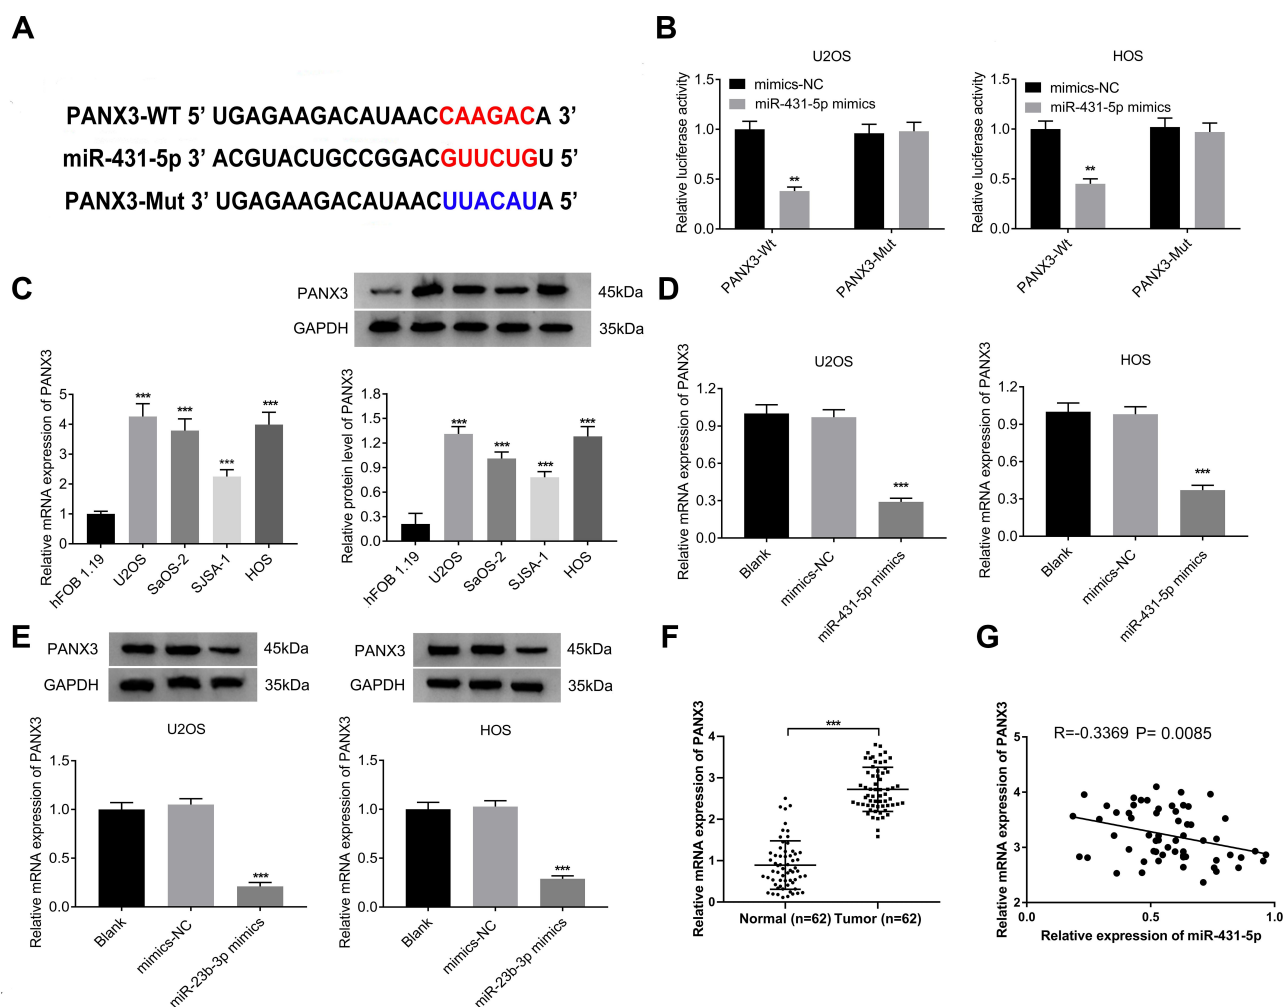 A
PANX3-WT 5’ UGAGAAGACAUAACCAAGACA 3’
miR-431-5p 3’ ACGUACUGCCGGACGUUCUGU 5’
PANX3-Mut 3’ UGAGAAGACAUAACUUACAUA 5’
B
U2OS
mimics-NC
miR-431-5p mimics
Relative luciferase activity
1.5
1.0
0.5
0.0
**
PANX3-Wt
PANX3-Mut
HOS
mimics-NC
miR-431-5p mimics
Relative luciferase activity
1.5
1.0
0.5
0.0
**
PANX3-Wt
PANX3-Mut
C
PANX3
45kDa
GAPDH
35kDa
Relative mRNA expression of PANX3
5
4
3
2
1
0
***
***
***
***
hFOB 1.19
U2OS
SaOS-2
SJSA-1
HOS
Relative protein level of PANX3
1.8
1.5
1.2
0.9
0.6
0.3
0.0
***
***
***
***
hFOB 1.19
U2OS
SaOS-2
SJSA-1
HOS
D
U2OS
Relative mRNA expression of PANX3
1.2
0.9
0.6
0.3
0.0
***
Blank
mimics-NC
miR-431-5p mimics
HOS
Relative mRNA expression of PANX3
1.2
0.9
0.6
0.3
0.0
***
Blank
mimics-NC
miR-431-5p mimics
E
PANX3
45kDa
GAPDH
35kDa
U2OS
Relative mRNA expression of PANX3
1.5
1.0
0.5
0.0
***
Blank
mimics-NC
miR-23b-3p mimics
PANX3
45kDa
GAPDH
35kDa
HOS
Relative mRNA expression of PANX3
1.5
1.0
0.5
0.0
***
Blank
mimics-NC
miR-23b-3p mimics
F
Relative mRNA expression of PANX3
4
3
2
1
0
***
Normal (n=62) Tumor (n=62)
G
R=-0.3369 P= 0.0085
Relative mRNA expression of PANX3
5
4
3
2
0.0
0.5
1.0
Relative expression of miR-431-5p